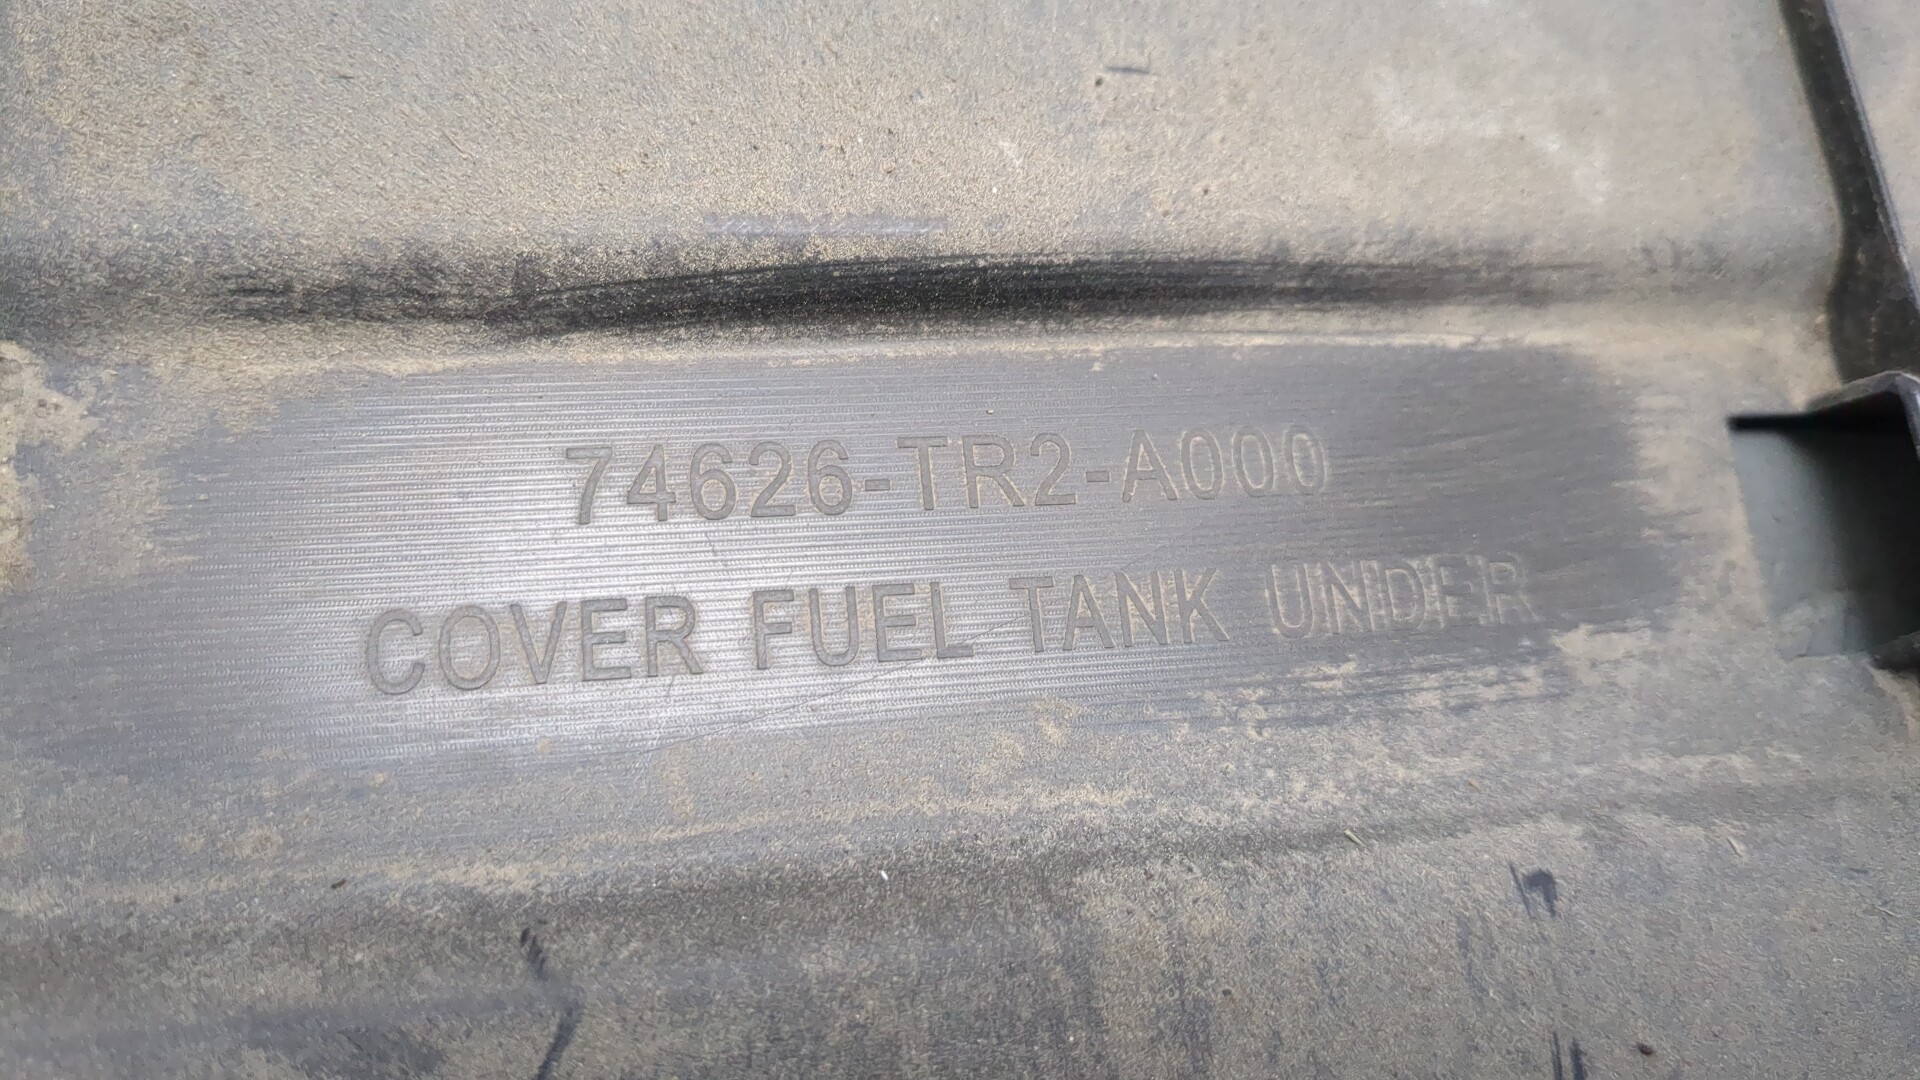 74626-TR2-A000
COVER FUEL TANK UNDER